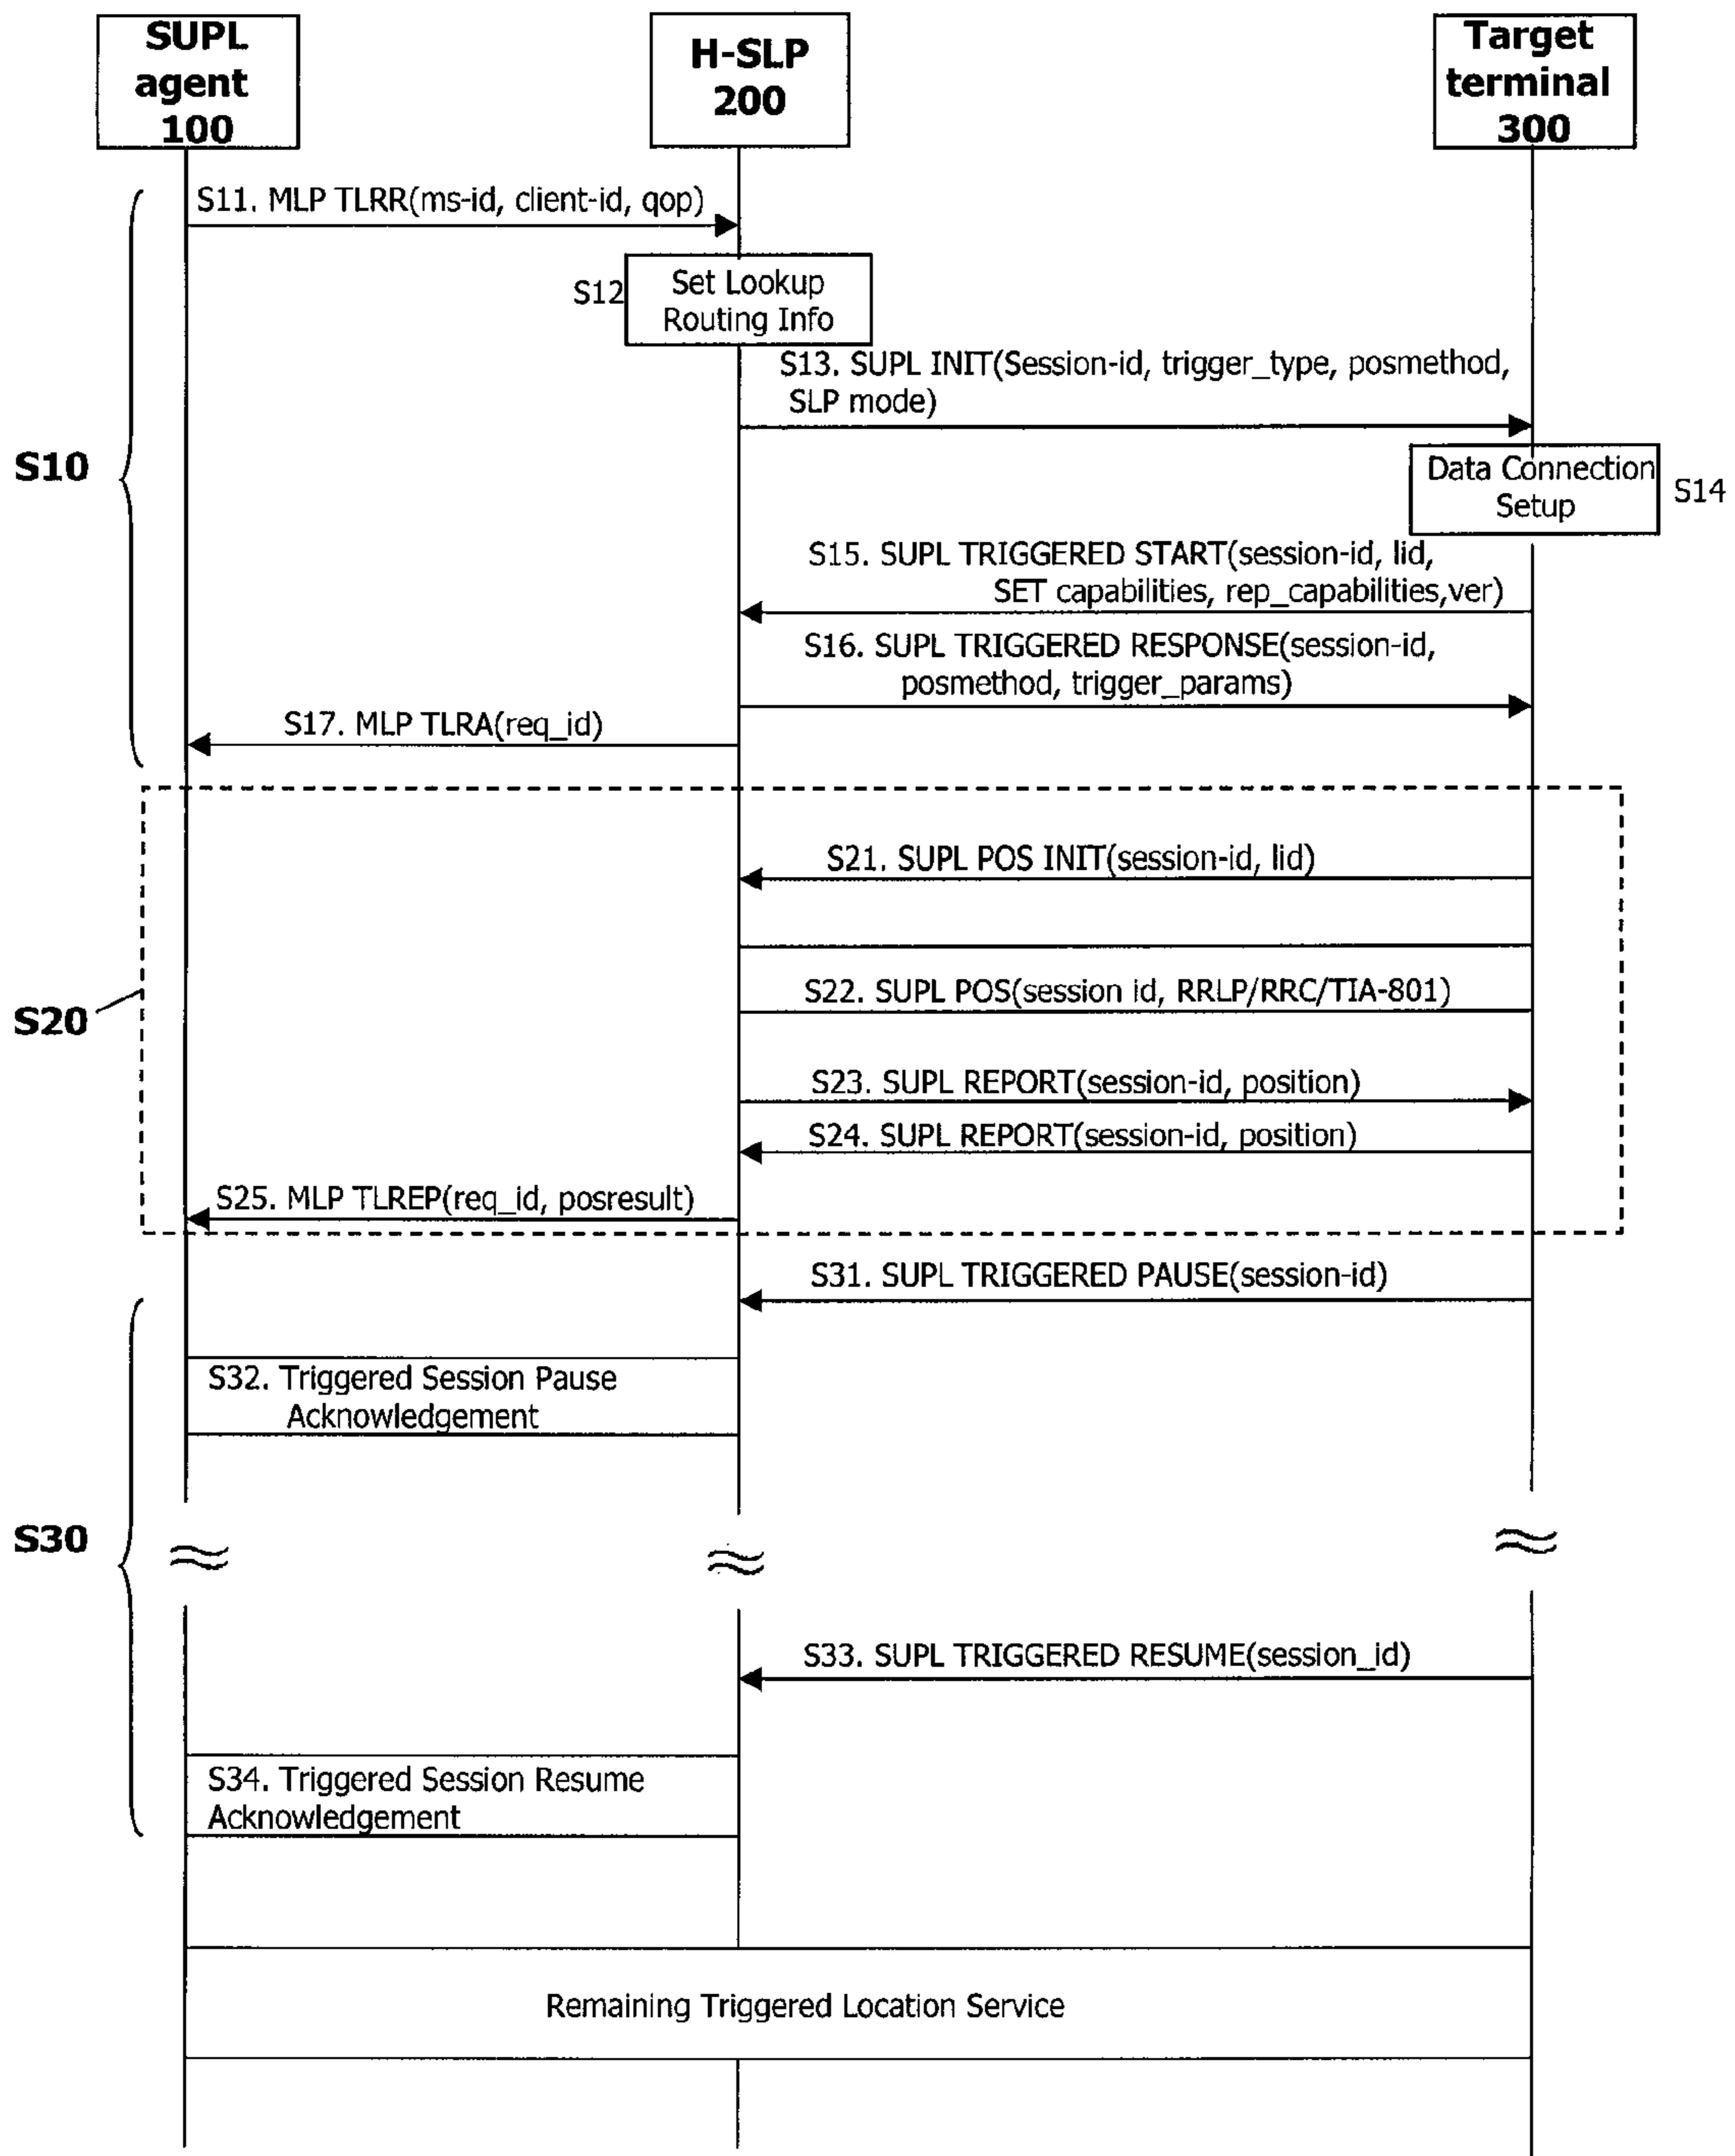 SUPL
agent
100
H-SLP
200
Target
terminal
300
S11. MLP TLRR(ms-id, client-id, qop)
S12
Set Lookup
Routing Info
S13. SUPL INIT(Session-id, trigger_type, posmethod,
SLP mode)
S10
Data Connection
Setup
S14
S15. SUPL TRIGGERED START(session-id, lid,
SET capabilities, rep_capabilities,ver)
S16. SUPL TRIGGERED RESPONSE(session-id,
posmethod, trigger_params)
S17. MLP TLRA(req_id)
S21. SUPL POS INIT(session-id, lid)
S22. SUPL POS(session id, RRLP/RRC/TIA-801)
S20
S23. SUPL REPORT(session-id, position)
S24. SUPL REPORT(session-id, position)
S25. MLP TLREP(req_id, posresult)
S31. SUPL TRIGGERED PAUSE(session-id)
S32. Triggered Session Pause
Acknowledgement
S30
S33. SUPL TRIGGERED RESUME(session_id)
S34. Triggered Session Resume
Acknowledgement
Remaining Triggered Location Service